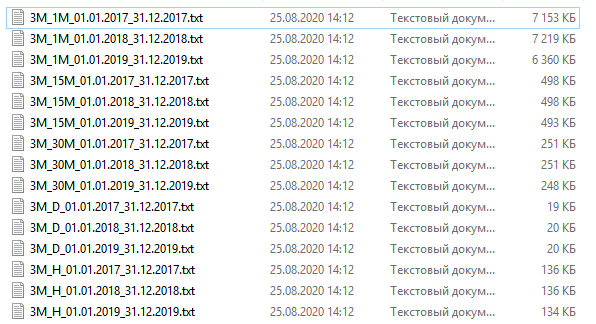 3M_1M_01.01.2017_31.12.2017.txt 25.08.2020 14:12 Текстовый докум... 7 153 КБ
3M_1M_01.01.2018_31.12.2018.txt 25.08.2020 14:12 Текстовый докум... 7 219 КБ
3M_1M_01.01.2019_31.12.2019.txt 25.08.2020 14:12 Текстовый докум... 6 360 КБ
3M_15M_01.01.2017_31.12.2017.txt 25.08.2020 14:12 Текстовый докум... 498 КБ
3M_15M_01.01.2018_31.12.2018.txt 25.08.2020 14:12 Текстовый докум... 498 КБ
3M_15M_01.01.2019_31.12.2019.txt 25.08.2020 14:12 Текстовый докум... 493 КБ
3M_30M_01.01.2017_31.12.2017.txt 25.08.2020 14:12 Текстовый докум... 251 КБ
3M_30M_01.01.2018_31.12.2018.txt 25.08.2020 14:12 Текстовый докум... 251 КБ
3M_30M_01.01.2019_31.12.2019.txt 25.08.2020 14:12 Текстовый докум... 248 КБ
3M_D_01.01.2017_31.12.2017.txt 25.08.2020 14:12 Текстовый докум... 19 КБ
3M_D_01.01.2018_31.12.2018.txt 25.08.2020 14:12 Текстовый докум... 20 КБ
3M_D_01.01.2019_31.12.2019.txt 25.08.2020 14:12 Текстовый докум... 20 КБ
3M_H_01.01.2017_31.12.2017.txt 25.08.2020 14:12 Текстовый докум... 136 КБ
3M_H_01.01.2018_31.12.2018.txt 25.08.2020 14:12 Текстовый докум... 136 КБ
3M_H_01.01.2019_31.12.2019.txt 25.08.2020 14:12 Текстовый докум... 134 КБ